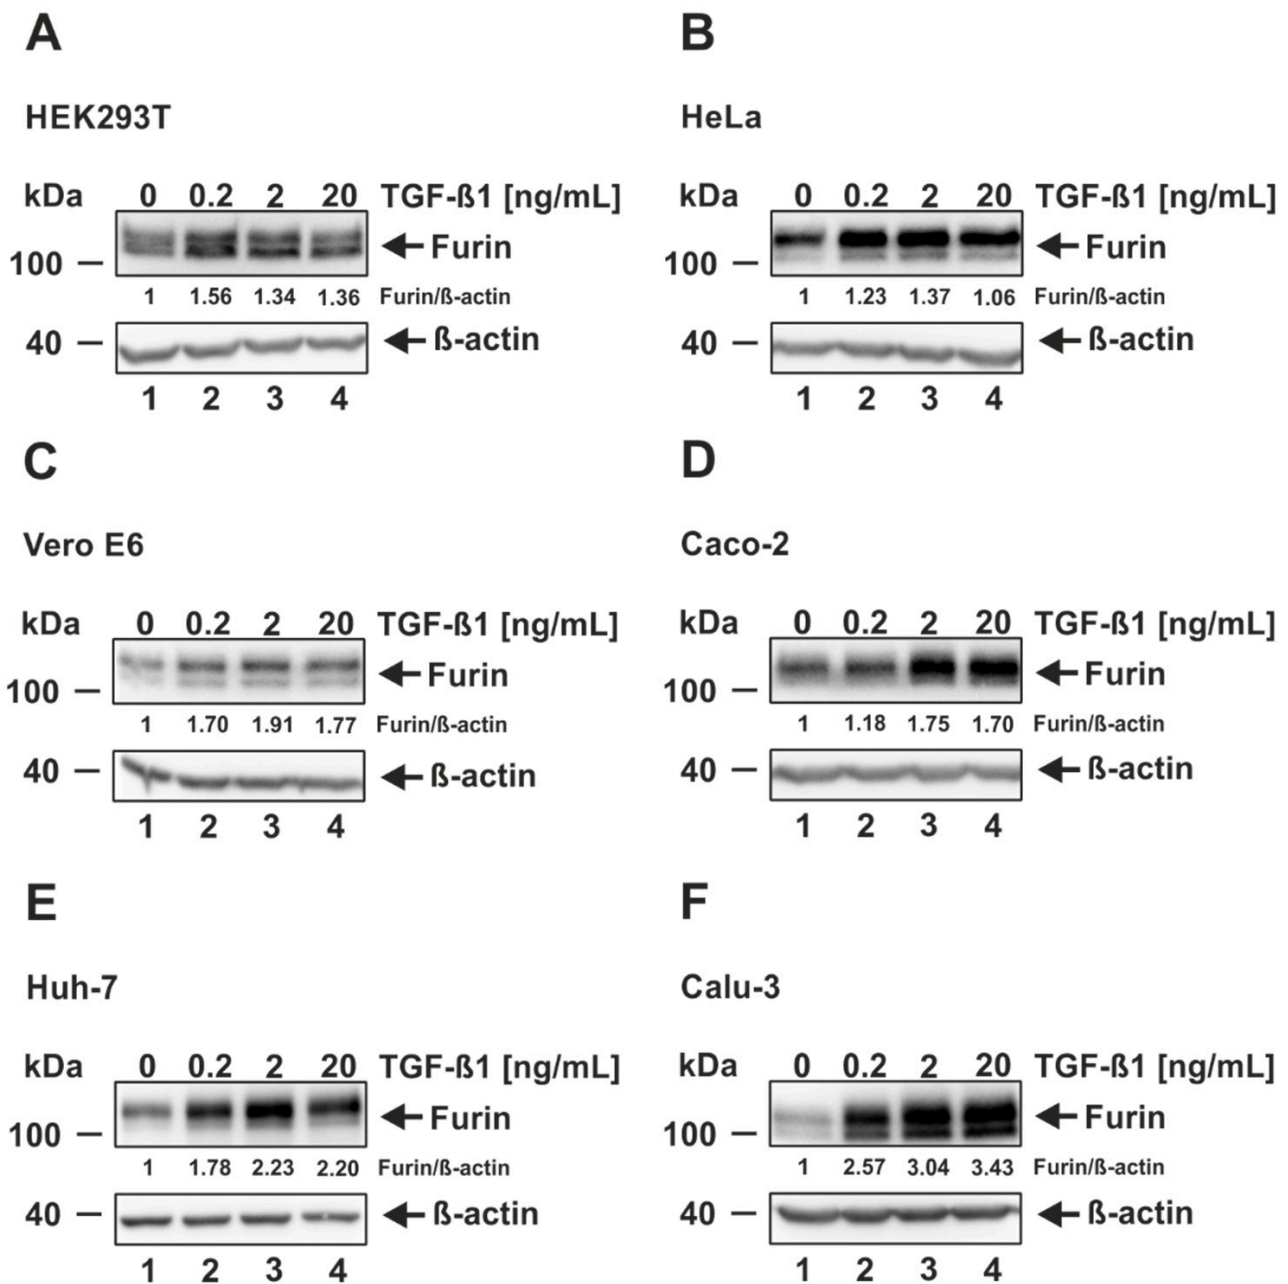 A
HEK293T
kDa 0 0.2 2 20 TGF-ß1 [ng/mL]
100 Furin
1 1.56 1.34 1.36 Furin/ß-actin
40 ß-actin
1 2 3 4
B
HeLa
kDa 0 0.2 2 20 TGF-ß1 [ng/mL]
100 Furin
1 1.23 1.37 1.06 Furin/ß-actin
40 ß-actin
1 2 3 4
C
Vero E6
kDa 0 0.2 2 20 TGF-ß1 [ng/mL]
100 Furin
1 1.70 1.91 1.77 Furin/ß-actin
40 ß-actin
1 2 3 4
D
Caco-2
kDa 0 0.2 2 20 TGF-ß1 [ng/mL]
100 Furin
1 1.18 1.75 1.70 Furin/ß-actin
40 ß-actin
1 2 3 4
E
Huh-7
kDa 0 0.2 2 20 TGF-ß1 [ng/mL]
100 Furin
1 1.78 2.23 2.20 Furin/ß-actin
40 ß-actin
1 2 3 4
F
Calu-3
kDa 0 0.2 2 20 TGF-ß1 [ng/mL]
100 Furin
1 2.57 3.04 3.43 Furin/ß-actin
40 ß-actin
1 2 3 4